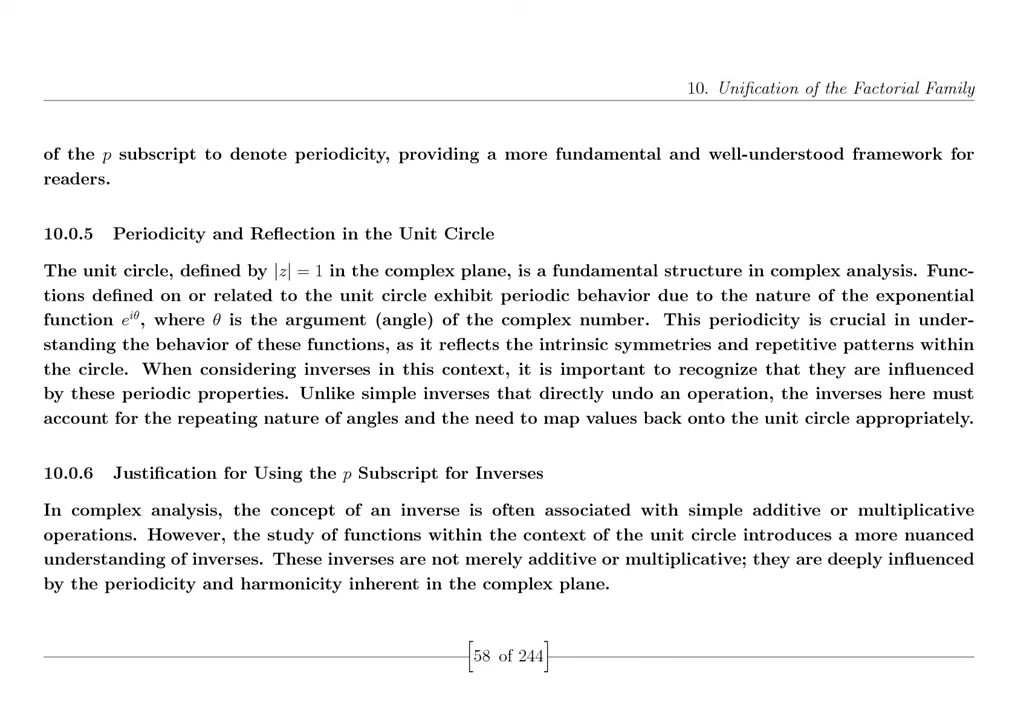 10. Unification of the Factorial Family
of the p subscript to denote periodicity, providing a more fundamental and well-understood framework for
readers.
10.0.5 Periodicity and Reflection in the Unit Circle
The unit circle, defined by |z| = 1 in the complex plane, is a fundamental structure in complex analysis. Func-
tions defined on or related to the unit circle exhibit periodic behavior due to the nature of the exponential
function e^{iθ}, where θ is the argument (angle) of the complex number. This periodicity is crucial in under-
standing the behavior of these functions, as it reflects the intrinsic symmetries and repetitive patterns within
the circle. When considering inverses in this context, it is important to recognize that they are influenced
by these periodic properties. Unlike simple inverses that directly undo an operation, the inverses here must
account for the repeating nature of angles and the need to map values back onto the unit circle appropriately.
10.0.6 Justification for Using the p Subscript for Inverses
In complex analysis, the concept of an inverse is often associated with simple additive or multiplicative
operations. However, the study of functions within the context of the unit circle introduces a more nuanced
understanding of inverses. These inverses are not merely additive or multiplicative; they are deeply influenced
by the periodicity and harmonicity inherent in the complex plane.
[58 of 244]